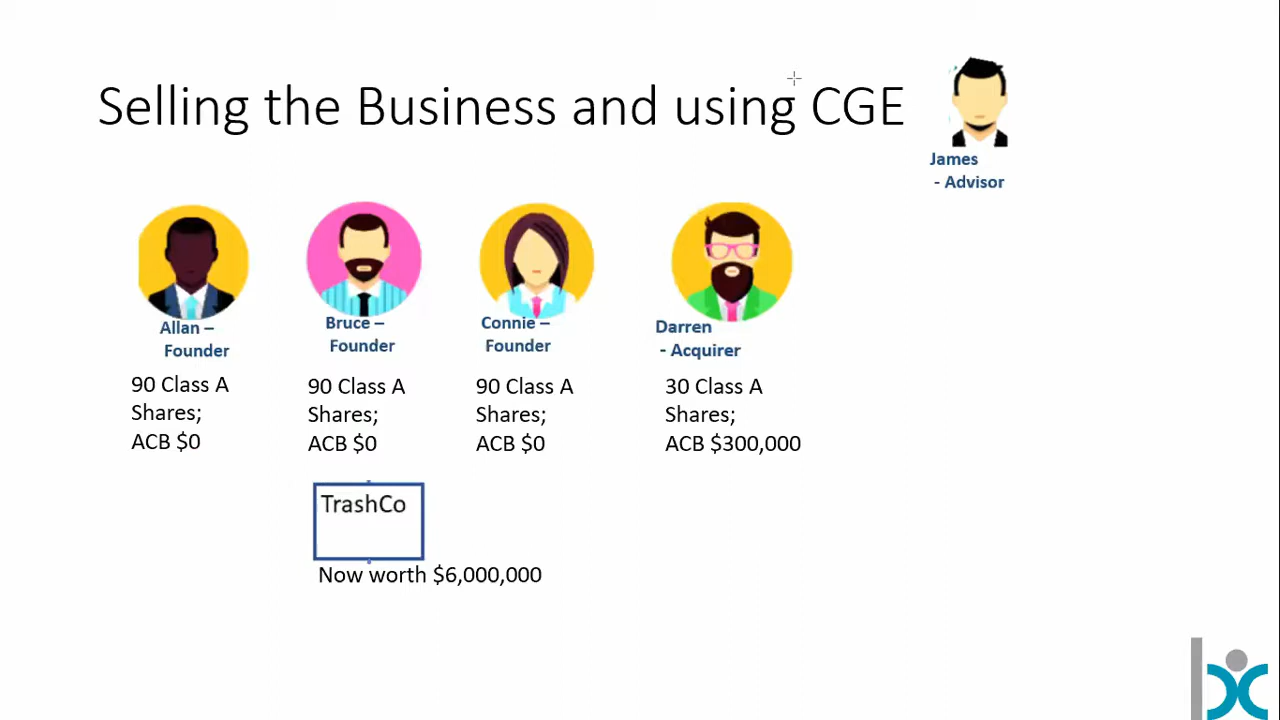 Selling the Business and using CGE
James
- Advisor
Allan –
Founder
Bruce –
Founder
Connie –
Founder
Darren
- Acquirer
90 Class A
Shares;
ACB $0
90 Class A
Shares;
ACB $0
90 Class A
Shares;
ACB $0
30 Class A
Shares;
ACB $300,000
TrashCo
Now worth $6,000,000